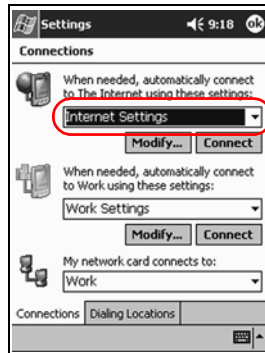 Settings 9:18 ok
Connections
When needed, automatically connect
to The Internet using these settings:
Internet Settings
Modify... Connect
When needed, automatically connect
to Work using these settings:
Work Settings
Modify... Connect
My network card connects to:
Work
Connections Dialing Locations